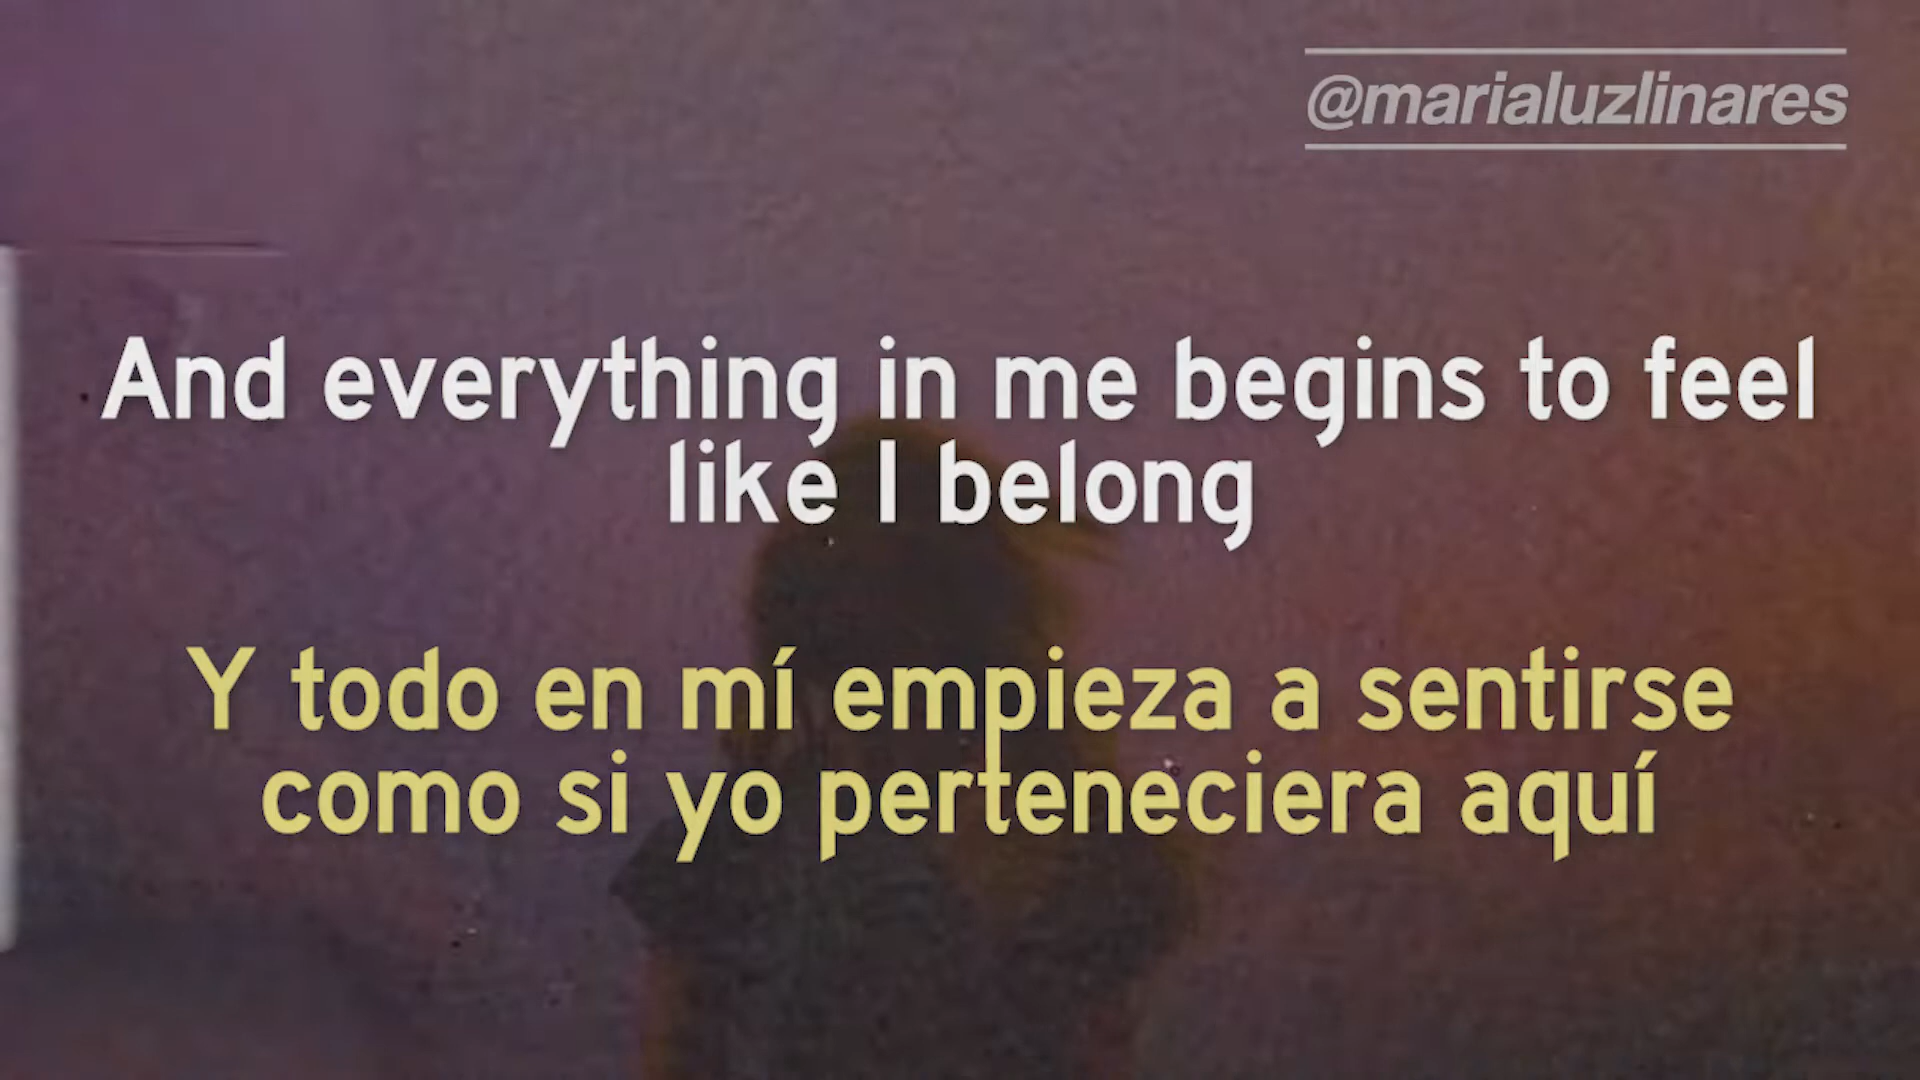 @marialuzlinares
And everything in me begins to feel
like I belong
Y todo en mí empieza a sentirse
como si yo perteneciera aquí